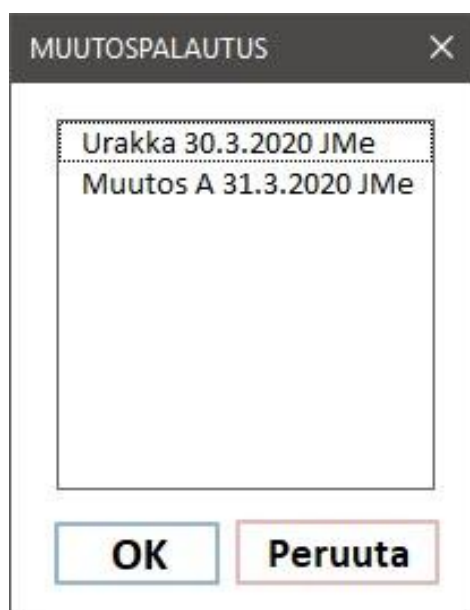 MUUTOSPALAUTUS
Urakka 30.3.2020 JMe
Muutos A 31.3.2020 JMe
OK
Peruuta